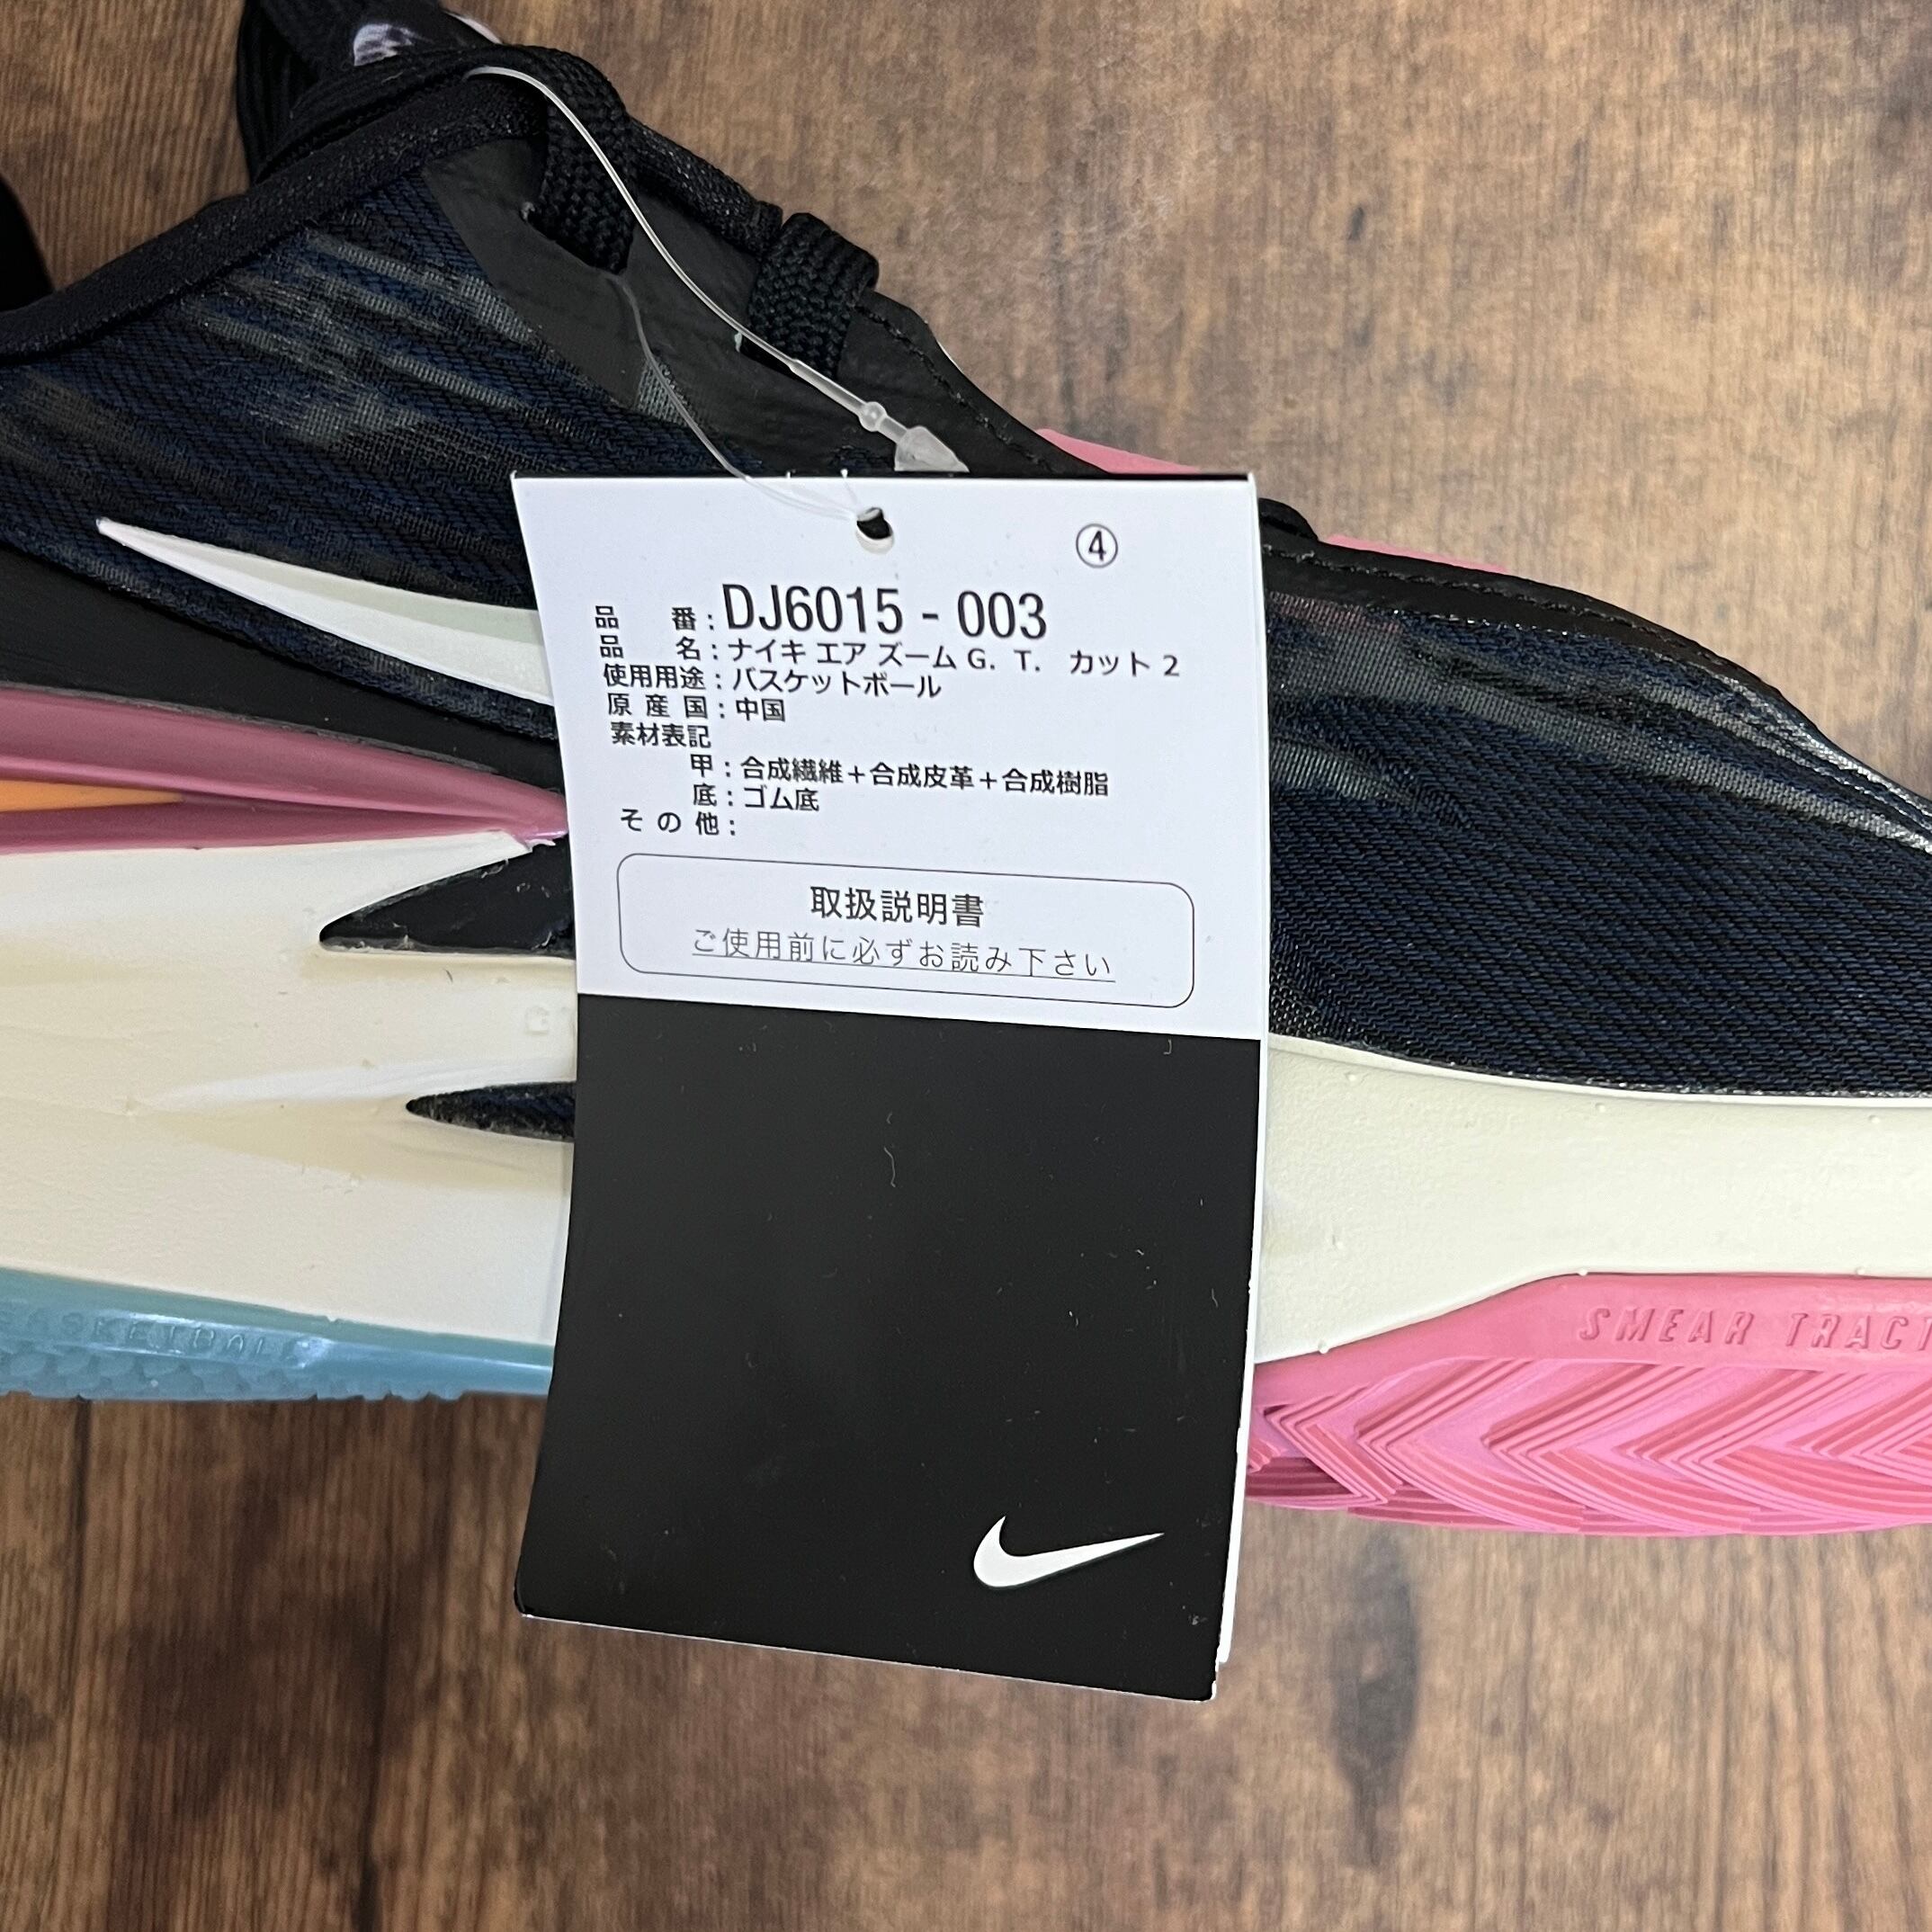 ④
品番：DJ6015 - 003
品名：ナイキ エア ズーム G. T. カット 2
使用用途：バスケットボール
原産国：中国
素材表記
甲：合成繊維＋合成皮革＋合成樹脂
底：ゴム底
その他：
取扱説明書
ご使用前に必ずお読み下さい
BASKETBALL
SMEAR TRACT